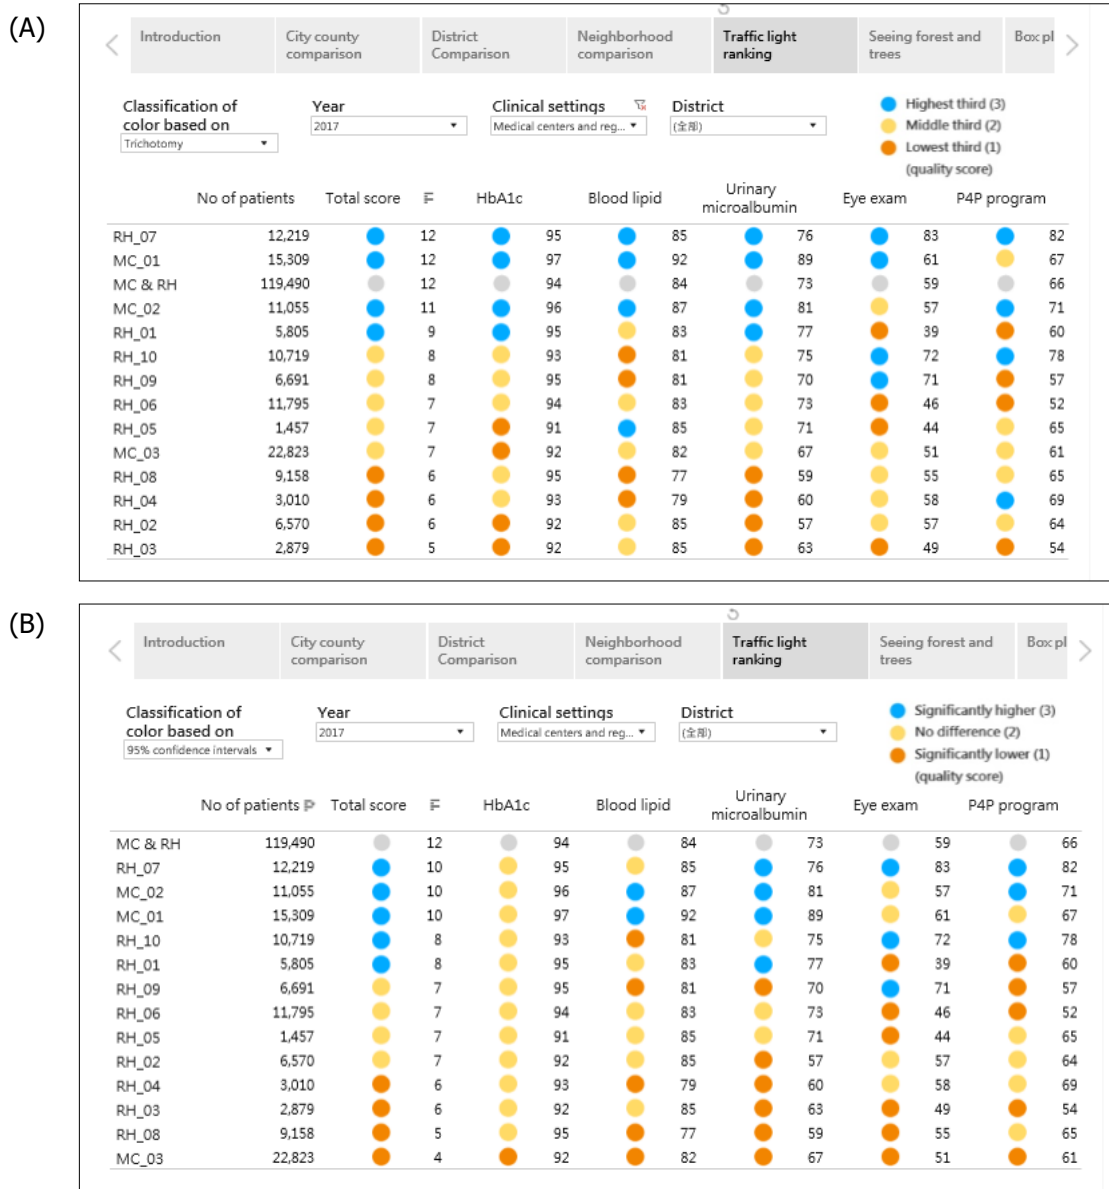 (A)
Introduction City county comparison District Comparison Neighborhood comparison Traffic light ranking Seeing forest and trees Box pl
Classification of color based on Year Clinical settings District
Trichotomy 2017 Medical centers and reg... (全部)
Highest third (3)
Middle third (2)
Lowest third (1)
(quality score)
No of patients Total score HbA1c Blood lipid Urinary microalbumin Eye exam P4P program
RH_07 12,219 12 95 85 76 83 82
MC_01 15,309 12 97 92 89 61 67
MC & RH 119,490 12 94 84 73 59 66
MC_02 11,055 11 96 87 81 57 71
RH_01 5,805 9 95 83 77 39 60
RH_10 10,719 8 93 81 75 72 78
RH_09 6,691 8 95 81 70 71 57
RH_06 11,795 7 94 83 73 46 52
RH_05 1,457 7 91 85 71 44 65
MC_03 22,823 7 92 82 67 51 61
RH_08 9,158 6 95 77 59 55 65
RH_04 3,010 6 93 79 60 58 69
RH_02 6,570 6 92 85 57 57 64
RH_03 2,879 5 92 85 63 49 54
(B)
Introduction City county comparison District Comparison Neighborhood comparison Traffic light ranking Seeing forest and trees Box pl
Classification of color based on Year Clinical settings District
95% confidence intervals 2017 Medical centers and reg... (全部)
Significantly higher (3)
No difference (2)
Significantly lower (1)
(quality score)
No of patients Total score HbA1c Blood lipid Urinary microalbumin Eye exam P4P program
MC & RH 119,490 12 94 84 73 59 66
RH_07 12,219 10 95 85 76 83 82
MC_02 11,055 10 96 87 81 57 71
MC_01 15,309 10 97 92 89 61 67
RH_10 10,719 8 93 81 75 72 78
RH_01 5,805 8 95 83 77 39 60
RH_09 6,691 7 95 81 70 71 57
RH_06 11,795 7 94 83 73 46 52
RH_05 1,457 7 91 85 71 44 65
RH_02 6,570 7 92 85 57 57 64
RH_04 3,010 6 93 79 60 58 69
RH_03 2,879 6 92 85 63 49 54
RH_08 9,158 5 95 77 59 55 65
MC_03 22,823 4 92 82 67 51 61